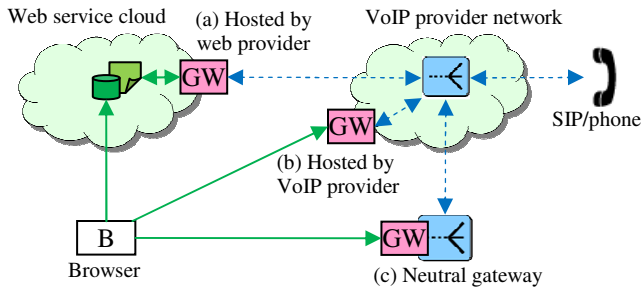 Web service cloud
(a) Hosted by
web provider
VoIP provider network
GW
SIP/phone
GW
(b) Hosted by
VoIP provider
B
GW
Browser
(c) Neutral gateway